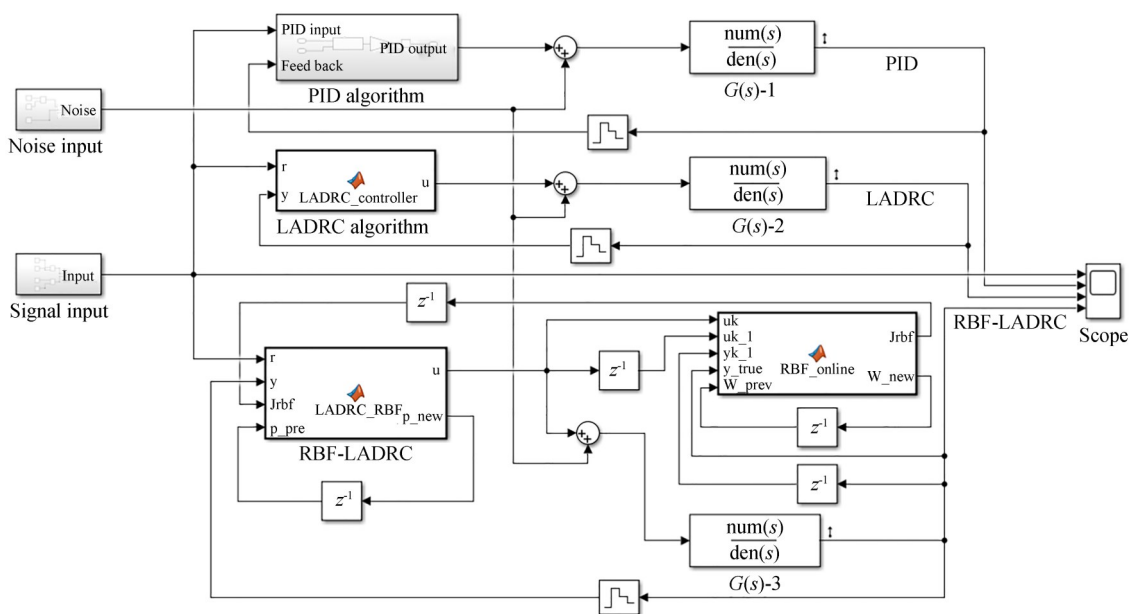 PID input
PID output
Feed back
PID algorithm
num(s)
den(s)
G(s)-1
PID
Noise
Noise input
r
y
u
LADRC_controller
LADRC algorithm
num(s)
den(s)
G(s)-2
LADRC
Input
Signal input
Scope
RBF-LADRC
z-1
r
y
Jrbf
p_pre
u
LADRC_RBF
p_new
RBF-LADRC
z-1
z-1
uk
uk_1
yk_1
y_true
W_prev
Jrbf
RBF_online
W_new
z-1
z-1
num(s)
den(s)
G(s)-3